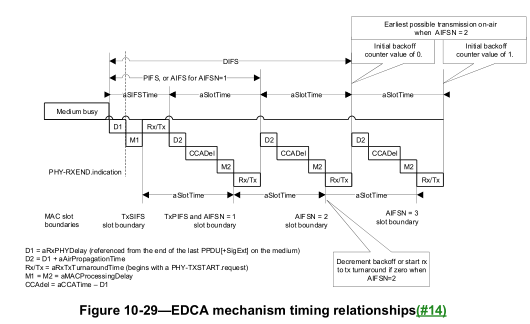 Earliest possible transmission on-air
when AIFSN = 2
Initial backoff
counter value of 0.
Initial backoff
counter value of 1.
DIFS
PIFS, or AIFS for AIFSN=1
aSIFSTime
aSlotTime
aSlotTime
aSlotTime
Medium busy
D1
Rx/Tx
D2
D2
D2
M1
CCADel
CCADel
CCADel
M2
M2
M2
PHY-RXEND.indication
Rx/Tx
Rx/Tx
Rx/Tx
aSlotTime
aSlotTime
aSlotTime
MAC slot
boundaries
TxSIFS
slot boundary
TxPIFS and AIFSN = 1
slot boundary
AIFSN = 2
slot boundary
AIFSN = 3
slot boundary
D1 = aRxPHYDelay (referenced from the end of the last PPDU[+SigExt] on the medium)
D2 = D1 + aAirPropagationTime
Rx/Tx = aRxTxTurnaroundTime (begins with a PHY-TXSTART.request)
M1 = M2 = aMACProcessingDelay
CCAdel = aCCATime – D1
Decrement backoff or start rx
to tx turnaround if zero when
AIFSN=2
Figure 10-29—EDCA mechanism timing relationships(#14)